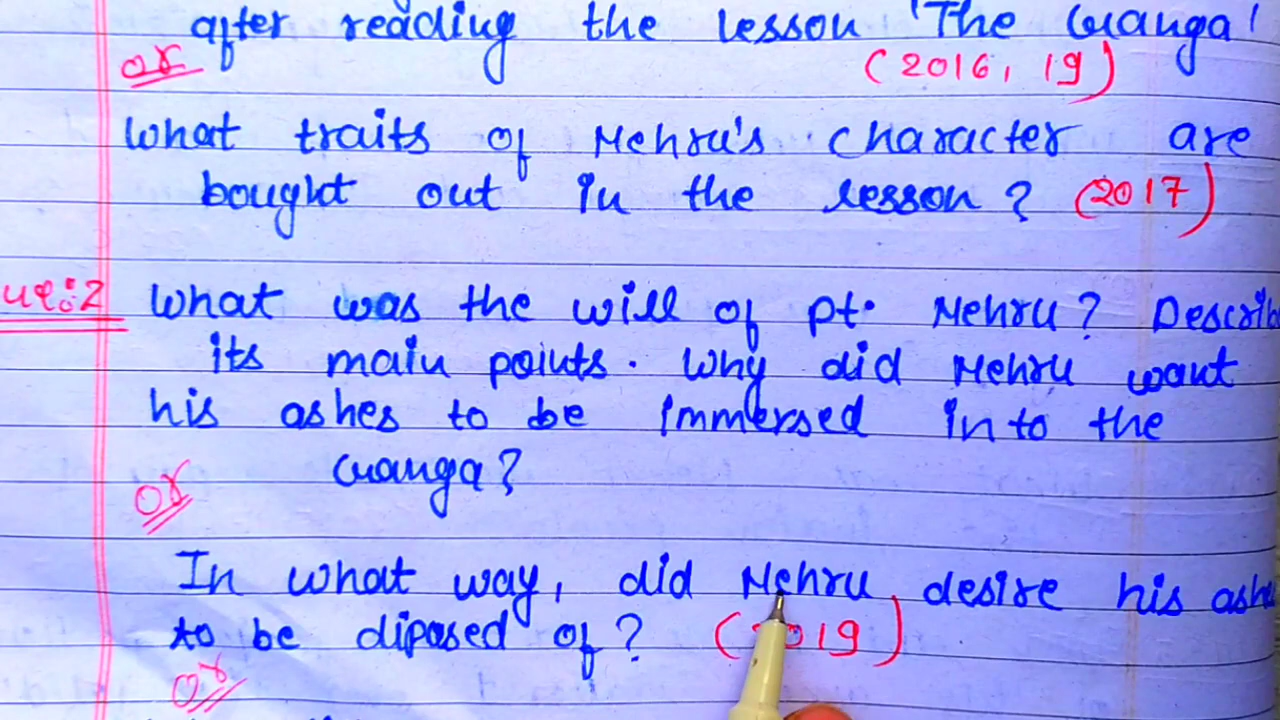 after reading the lesson 'The Ganga'
or (2016, 19)
What traits of Nehru's character are
bought out in the lesson? (2017)
What was the will of pt. Nehru? Describ
its main points. Why did Nehru want
his ashes to be immersed into the
Ganga?
or
In what way, did Nehru desire his ashe
to be diposed of? (2019)
or